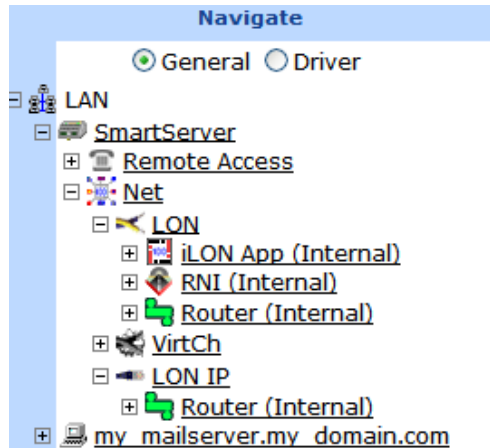 Navigate
General Driver
LAN
SmartServer
Remote Access
Net
LON
iLON App (Internal)
RNI (Internal)
Router (Internal)
VirtCh
LON IP
Router (Internal)
my_mailserver.my_domain.com